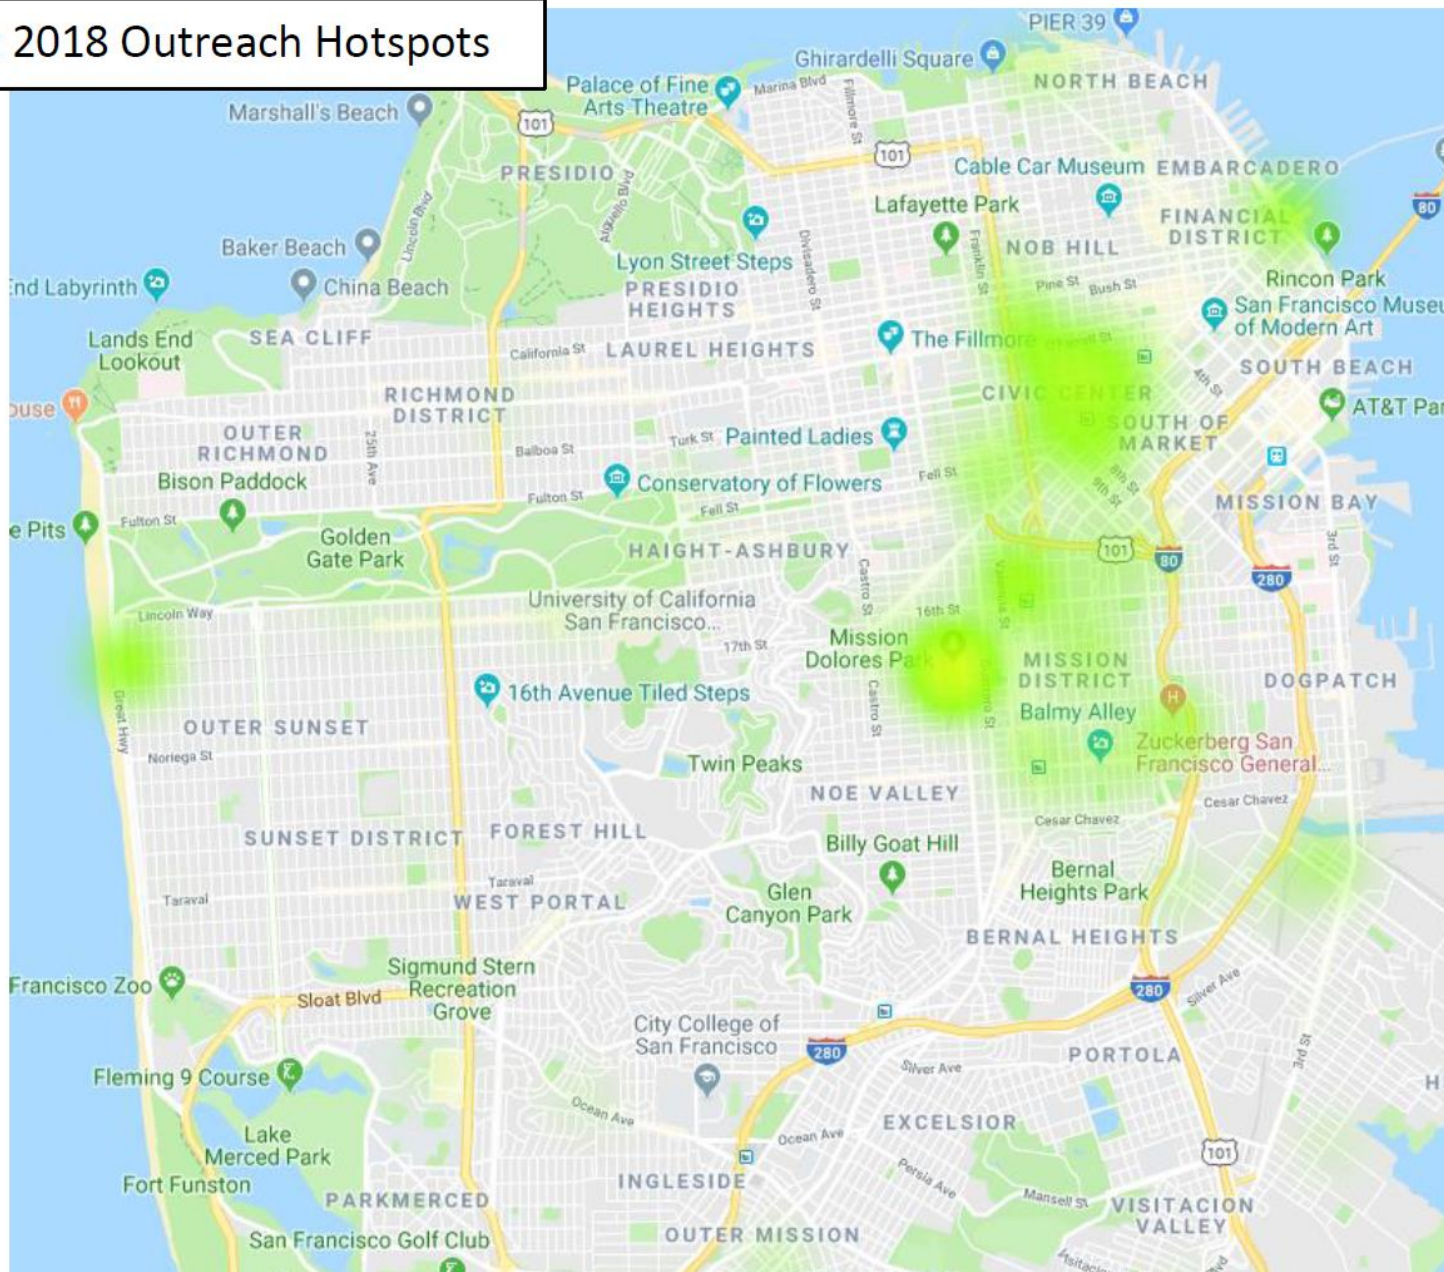 2018 Outreach Hotspots
PIER 39
Ghirardelli Square
NORTH BEACH
Palace of Fine
Arts Theatre
Marina Blvd
Fillmore St
Marshall's Beach
101
101
PRESIDIO
Cable Car Museum
EMBARCADERO
Lincoln Blvd
Arguello Blvd
Lafayette Park
80
FINANCIAL
DISTRICT
Baker Beach
Lyon Street Steps
Divisadero St
Franklin St
NOB HILL
Rincon Park
End Labyrinth
China Beach
PRESIDIO
HEIGHTS
Pine St
Bush St
San Francisco Museu
of Modern Art
Lands End
Lookout
SEA CLIFF
California St
LAUREL HEIGHTS
The Fillmore
SOUTH BEACH
4th St
RICHMOND
DISTRICT
CIVIC CENTER
ouse
AT&T Par
OUTER
RICHMOND
25th Ave
Balboa St
Turk St
Painted Ladies
SOUTH OF
MARKET
Bison Paddock
Fulton St
Conservatory of Flowers
Fell St
8th St
9th St
MISSION BAY
e Pits
Fulton St
Golden
Gate Park
Fell St
HAIGHT-ASHBURY
101
80
280
3rd St
Castro St
Valencia St
Lincoln Way
University of California
San Francisco...
16th St
17th St
Mission
Dolores Park
MISSION
DISTRICT
DOGPATCH
Great Hwy
16th Avenue Tiled Steps
Castro St
Guerrero St
Balmy Alley
H
OUTER SUNSET
Noriega St
Twin Peaks
Zuckerberg San
Francisco General...
NOE VALLEY
Cesar Chavez
Cesar Chavez
SUNSET DISTRICT
FOREST HILL
Billy Goat Hill
Bernal
Heights Park
Taraval
Taraval
WEST PORTAL
Glen
Canyon Park
BERNAL HEIGHTS
Francisco Zoo
Sigmund Stern
Recreation
Grove
Sloat Blvd
280
Silver Ave
City College of
San Francisco
280
Silver Ave
PORTOLA
3rd St
Fleming 9 Course
H
Ocean Ave
Ocean Ave
EXCELSIOR
Lake
Merced Park
101
Fort Funston
PARKMERCED
INGLESIDE
Persia Ave
Mansell St
VISITACION
VALLEY
San Francisco Golf Club
OUTER MISSION